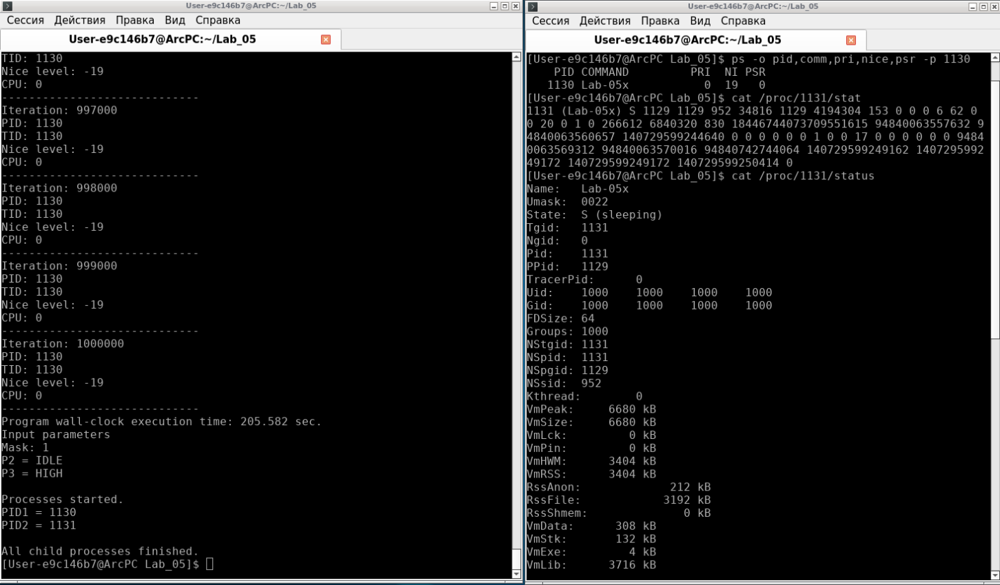 User-e9c146b7@ArcPC:~/Lab_05
Сессия Действия Правка Вид Справка
User-e9c146b7@ArcPC:~/Lab_05
TID: 1130
Nice level: -19
CPU: 0
-----------------------------
Iteration: 997000
PID: 1130
TID: 1130
Nice level: -19
CPU: 0
-----------------------------
Iteration: 998000
PID: 1130
TID: 1130
Nice level: -19
CPU: 0
-----------------------------
Iteration: 999000
PID: 1130
TID: 1130
Nice level: -19
CPU: 0
-----------------------------
Iteration: 1000000
PID: 1130
TID: 1130
Nice level: -19
CPU: 0
-----------------------------
Program wall-clock execution time: 205.582 sec.
Input parameters
Mask: 1
P2 = IDLE
P3 = HIGH
Processes started.
PID1 = 1130
PID2 = 1131
All child processes finished.
[User-e9c146b7@ArcPC Lab_05]$
User-e9c146b7@ArcPC:~/Lab_05
Сессия Действия Правка Вид Справка
User-e9c146b7@ArcPC:~/Lab_05
[User-e9c146b7@ArcPC Lab_05]$ ps -o pid,comm,pri,nice,psr -p 1130
PID COMMAND PRI NI PSR
1130 Lab-05x 0 19 0
[User-e9c146b7@ArcPC Lab_05]$ cat /proc/1131/stat
1131 (Lab-05x) S 1129 1129 952 34816 1129 4194304 153 0 0 0 6 62 0
0 20 0 1 0 266612 6840320 830 18446744073709551615 94840063557632 9
4840063560657 140729599244640 0 0 0 0 0 0 1 0 0 17 0 0 0 0 0 0 9484
0063569312 94840063570016 94840742744064 140729599249162 1407295992
49172 140729599249172 140729599250414 0
[User-e9c146b7@ArcPC Lab_05]$ cat /proc/1131/status
Name: Lab-05x
Umask: 0022
State: S (sleeping)
Tgid: 1131
Ngid: 0
Pid: 1131
PPid: 1129
TracerPid: 0
Uid: 1000 1000 1000 1000
Gid: 1000 1000 1000 1000
FDSize: 64
Groups: 1000
NStgid: 1131
NSpid: 1131
NSpgid: 1129
NSsid: 952
Kthread: 0
VmPeak: 6680 kB
VmSize: 6680 kB
VmLck: 0 kB
VmPin: 0 kB
VmHWM: 3404 kB
VmRSS: 3404 kB
RssAnon: 212 kB
RssFile: 3192 kB
RssShmem: 0 kB
VmData: 308 kB
VmStk: 132 kB
VmExe: 4 kB
VmLib: 3716 kB